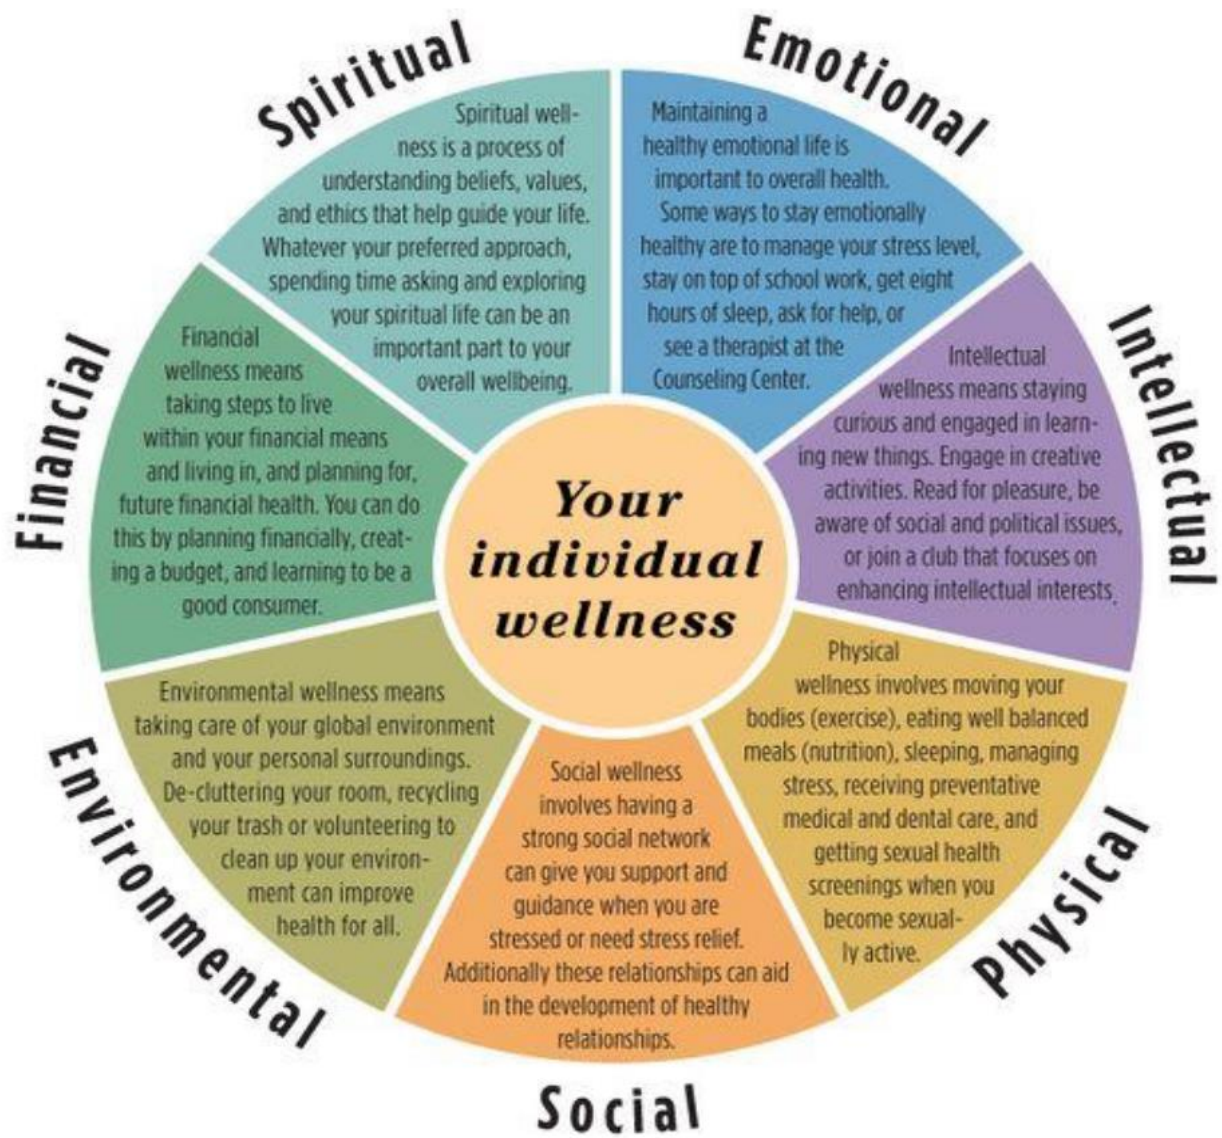 Spiritual
Spiritual well-
ness is a process of
understanding beliefs, values,
and ethics that help guide your life.
Whatever your preferred approach,
spending time asking and exploring
your spiritual life can be an
important part to your
overall wellbeing.
Emotional
Maintaining a
healthy emotional life is
important to overall health.
Some ways to stay emotionally
healthy are to manage your stress level,
stay on top of school work, get eight
hours of sleep, ask for help, or
see a therapist at the
Counseling Center.
Intellectual
Intellectual
wellness means staying
curious and engaged in learn-
ing new things. Engage in creative
activities. Read for pleasure, be
aware of social and political issues,
or join a club that focuses on
enhancing intellectual interests.
Physical
Physical
wellness involves moving your
bodies (exercise), eating well balanced
meals (nutrition), sleeping, managing
stress, receiving preventative
medical and dental care, and
getting sexual health
screenings when you
become sexual-
ly active.
Social
Social wellness
involves having a
strong social network
can give you support and
guidance when you are
stressed or need stress relief.
Additionally these relationships can aid
in the development of healthy
relationships.
Environmental
Environmental wellness means
taking care of your global environment
and your personal surroundings.
De-cluttering your room, recycling
your trash or volunteering to
clean up your environ-
ment can improve
health for all.
Financial
Financial
wellness means
taking steps to live
within your financial means
and living in, and planning for,
future financial health. You can do
this by planning financially, creat-
ing a budget, and learning to be a
good consumer.
Your
individual
wellness